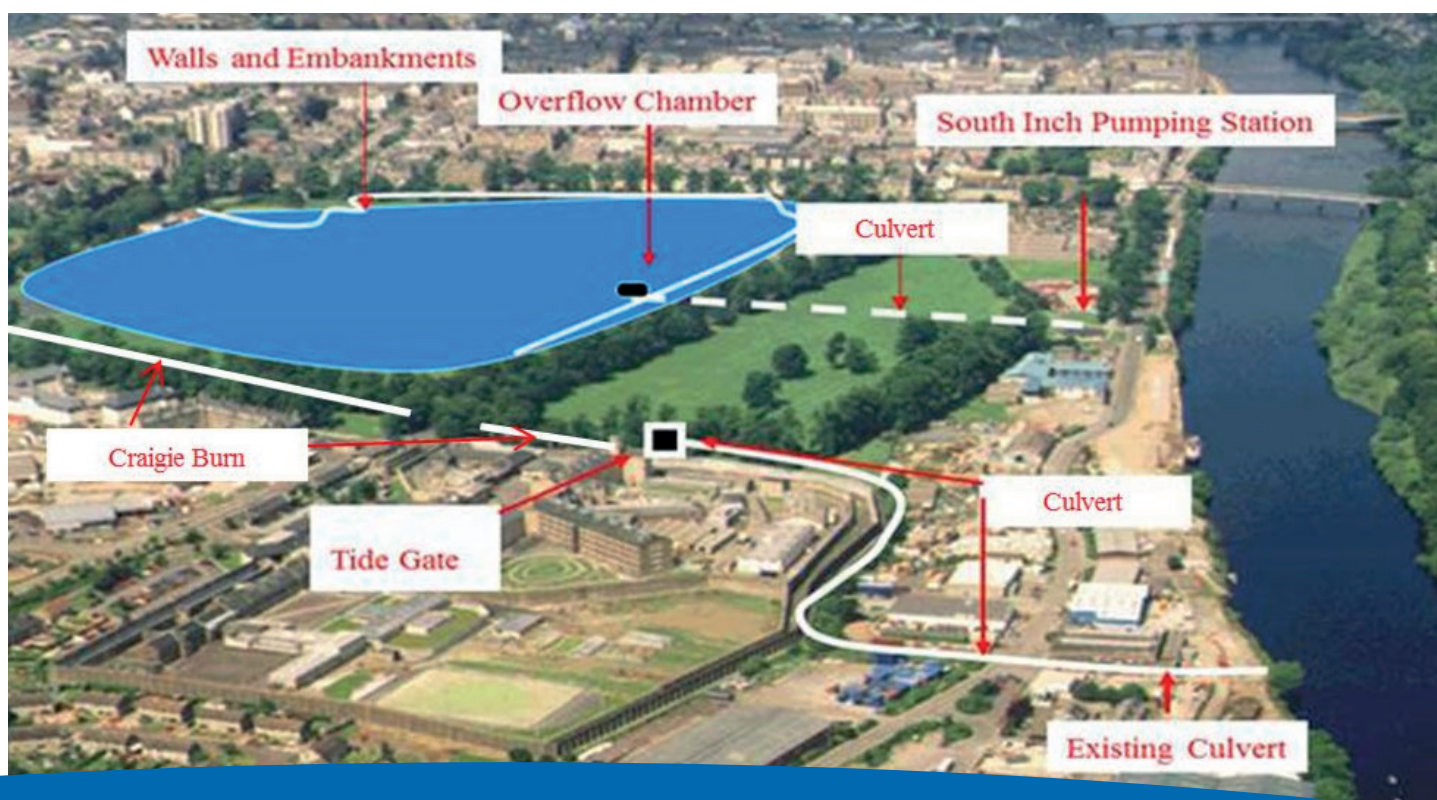 Walls and Embankments
Overflow Chamber
South Inch Pumping Station
Culvert
Craigie Burn
Culvert
Tide Gate
Existing Culvert